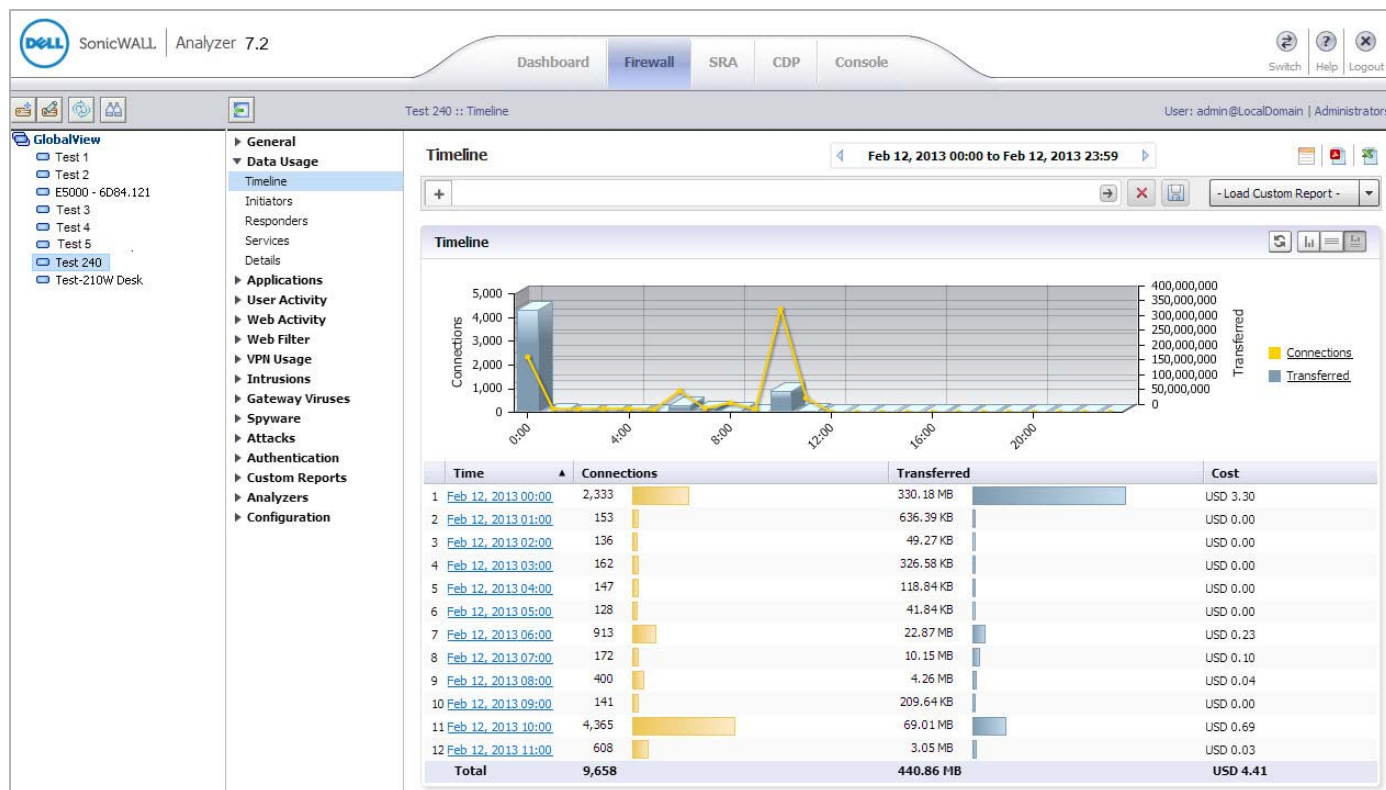 DELL SonicWALL Analyzer 7.2
Dashboard Firewall SRA CDP Console
Switch Help Logout
Test 240 :: Timeline
User: admin@LocalDomain | Administrators
GlobalView
Test 1
Test 2
E5000 - 6D84.121
Test 3
Test 4
Test 5
Test 240
Test-210W Desk
General
Data Usage
Timeline
Initiators
Responders
Services
Details
Applications
User Activity
Web Activity
Web Filter
VPN Usage
Intrusions
Gateway Viruses
Spyware
Attacks
Authentication
Custom Reports
Analyzers
Configuration
Timeline
Feb 12, 2013 00:00 to Feb 12, 2013 23:59
+
- Load Custom Report -
Timeline
Connections
5,000
4,000
3,000
2,000
1,000
0
0:00 4:00 8:00 12:00 16:00 20:00
400,000,000
350,000,000
300,000,000
250,000,000
200,000,000
150,000,000
100,000,000
50,000,000
0
Transferred
Connections
Transferred
Time Connections Transferred Cost
1 Feb 12, 2013 00:00 2,333 330.18 MB USD 3.30
2 Feb 12, 2013 01:00 153 636.39 KB USD 0.00
3 Feb 12, 2013 02:00 136 49.27 KB USD 0.00
4 Feb 12, 2013 03:00 162 326.58 KB USD 0.00
5 Feb 12, 2013 04:00 147 118.84 KB USD 0.00
6 Feb 12, 2013 05:00 128 41.84 KB USD 0.00
7 Feb 12, 2013 06:00 913 22.87 MB USD 0.23
8 Feb 12, 2013 07:00 172 10.15 MB USD 0.10
9 Feb 12, 2013 08:00 400 4.26 MB USD 0.04
10 Feb 12, 2013 09:00 141 209.64 KB USD 0.00
11 Feb 12, 2013 10:00 4,365 69.01 MB USD 0.69
12 Feb 12, 2013 11:00 608 3.05 MB USD 0.03
Total 9,658 440.86 MB USD 4.41